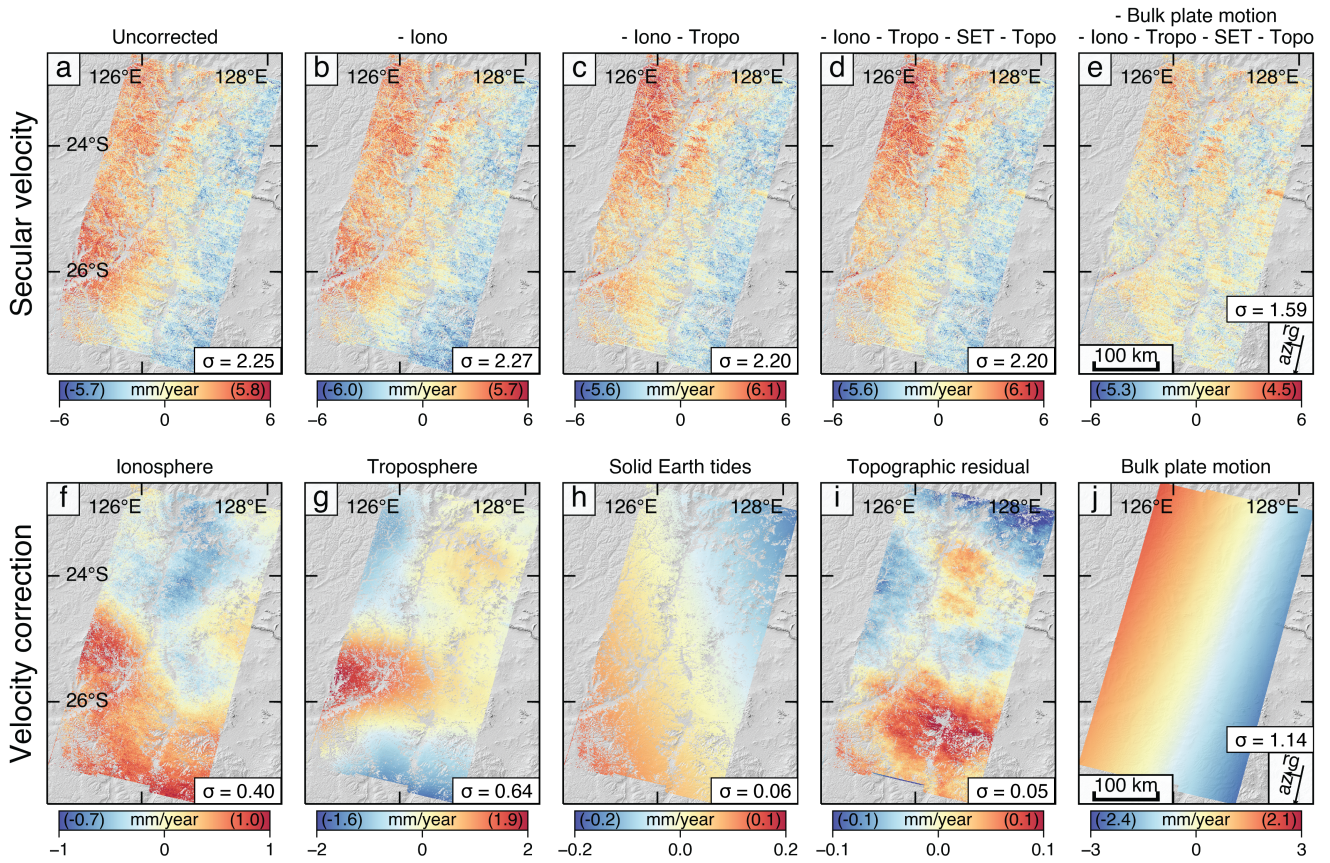 - Bulk plate motion
Uncorrected
- Iono
- Iono - Tropo
- Iono - Tropo - SET - Topo
- Iono - Tropo - SET - Topo
Secular velocity
a
126°E
128°E
24°S
26°S
σ = 2.25
(-5.7) mm/year (5.8)
−6 0 6
b
126°E
128°E
σ = 2.27
(-6.0) mm/year (5.7)
−6 0 6
c
126°E
128°E
σ = 2.20
(-5.6) mm/year (6.1)
−6 0 6
d
126°E
128°E
σ = 2.20
(-5.6) mm/year (6.1)
−6 0 6
e
126°E
128°E
σ = 1.59
100 km
az
rg
(-5.3) mm/year (4.5)
−6 0 6
Velocity correction
Ionosphere
f
126°E
128°E
24°S
26°S
σ = 0.40
(-0.7) mm/year (1.0)
−1 0 1
Troposphere
g
126°E
128°E
σ = 0.64
(-1.6) mm/year (1.9)
−2 0 2
Solid Earth tides
h
126°E
128°E
σ = 0.06
(-0.2) mm/year (0.1)
−0.2 0.0 0.2
Topographic residual
i
126°E
128°E
σ = 0.05
(-0.1) mm/year (0.1)
−0.1 0.0 0.1
Bulk plate motion
j
126°E
128°E
σ = 1.14
100 km
az
rg
(-2.4) mm/year (2.1)
−3 0 3